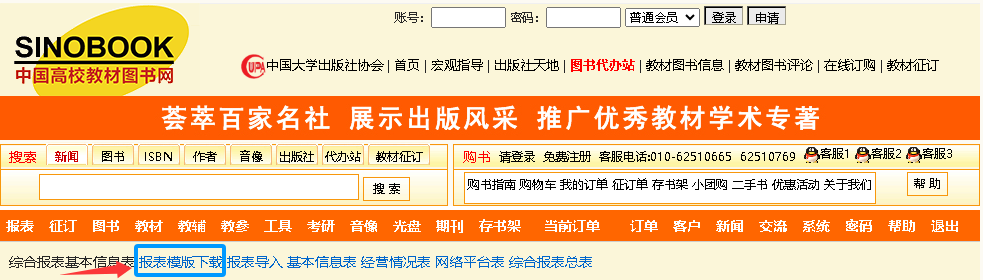 账号: 密码: 普通会员 登录 申请
SINOBOOK
中国高校教材图书网
CUPA 中国大学出版社协会 | 首页 | 宏观指导 | 出版社天地 | 图书代办站 | 教材图书信息 | 教材图书评论 | 在线订购 | 教材征订
荟萃百家名社 展示出版风采 推广优秀教材学术专著
搜索 新闻 图书 ISBN 作者 音像 出版社 代办站 教材征订
购书 请登录 免费注册 客服电话:010-62510665 62510769 客服1 客服2 客服3
搜 索
购书指南 购物车 我的订单 征订单 存书架 小团购 二手书 优惠活动 关于我们 帮 助
报表 征订 图书 教材 教辅 教参 工具 考研 音像 光盘 期刊 存书架 当前订单 订单 客户 新闻 交流 系统 密码 帮助 退出
综合报表基本信息表 报表模版下载 报表导入 基本信息表 经营情况表 网络平台表 综合报表总表